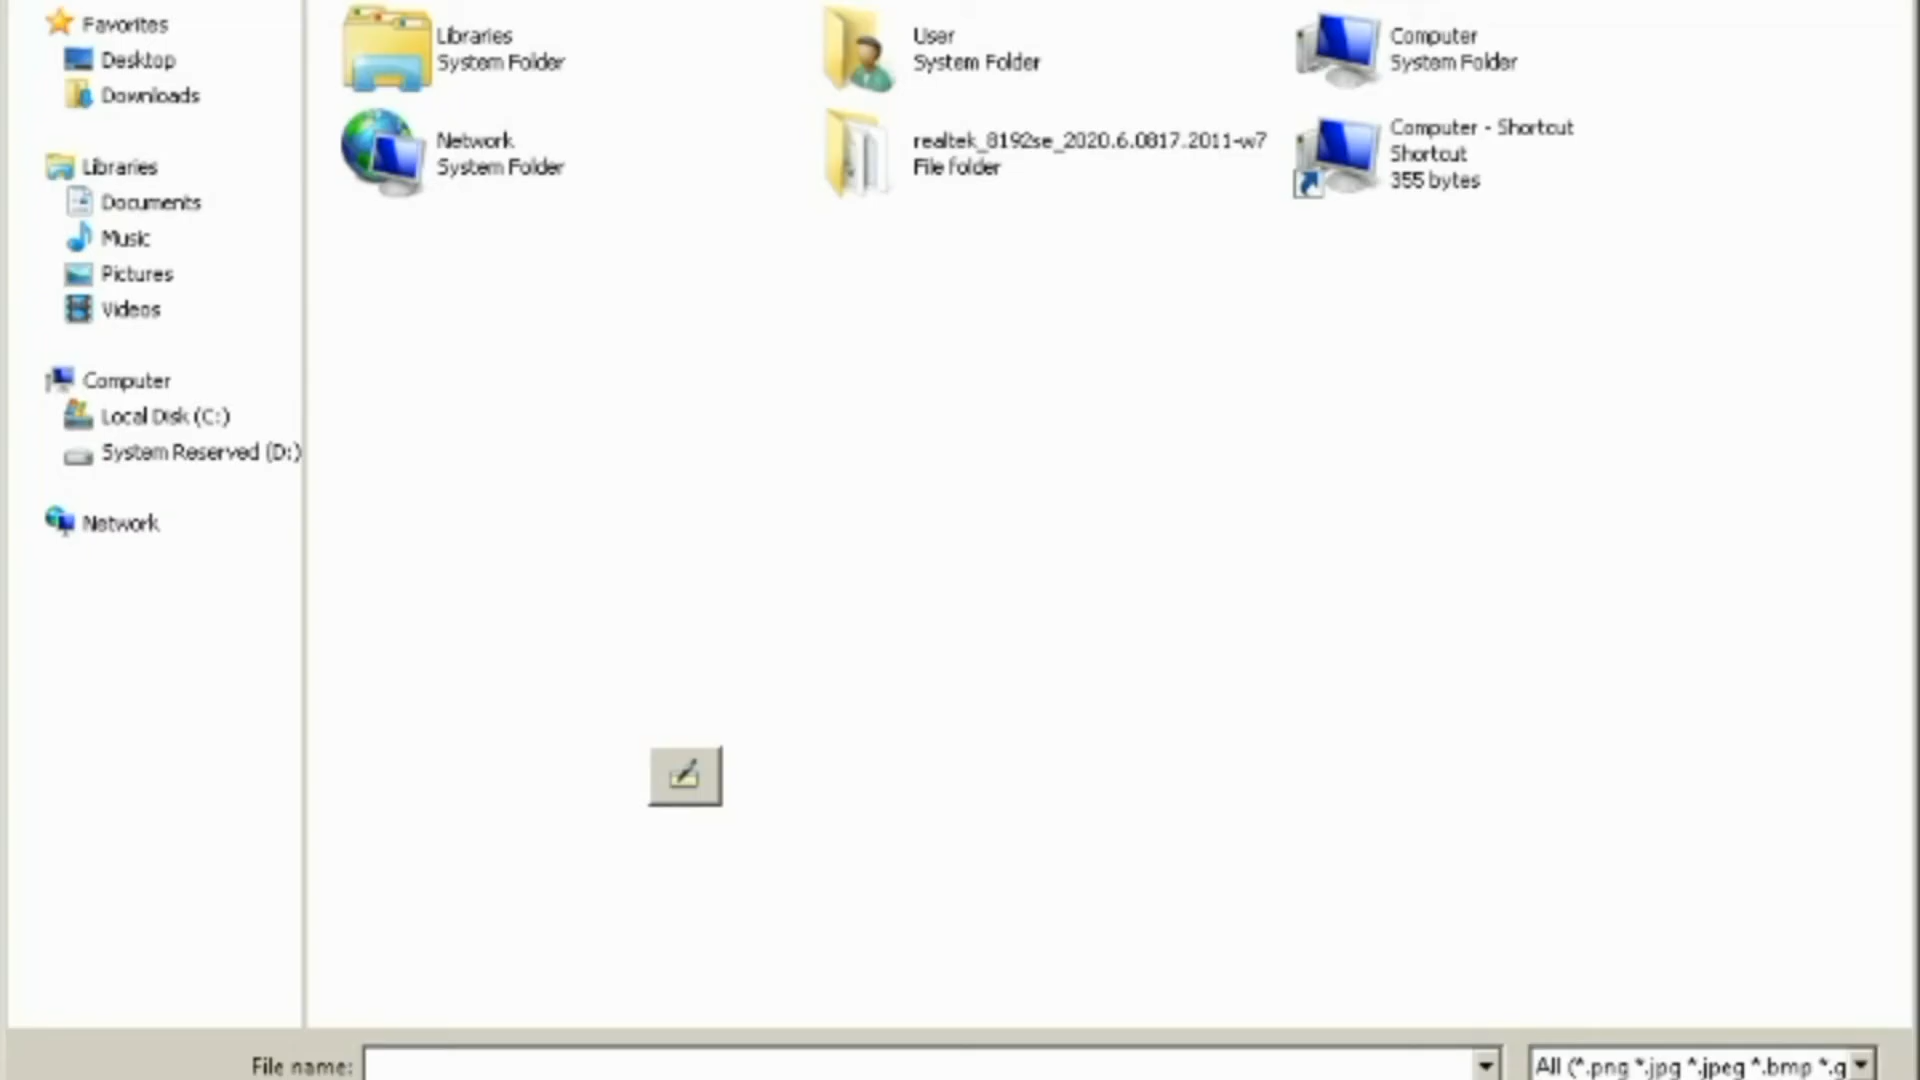 Favorites
Desktop
Downloads
Libraries
Documents
Music
Pictures
Videos
Computer
Local Disk (C:)
System Reserved (D:)
Network
Libraries
System Folder
User
System Folder
Computer
System Folder
Network
System Folder
realtek_8192se_2020.6.0817.2011-w7
File folder
Computer - Shortcut
Shortcut
355 bytes
File name:
All (*.png *.jpg *.jpeg *.bmp *.g